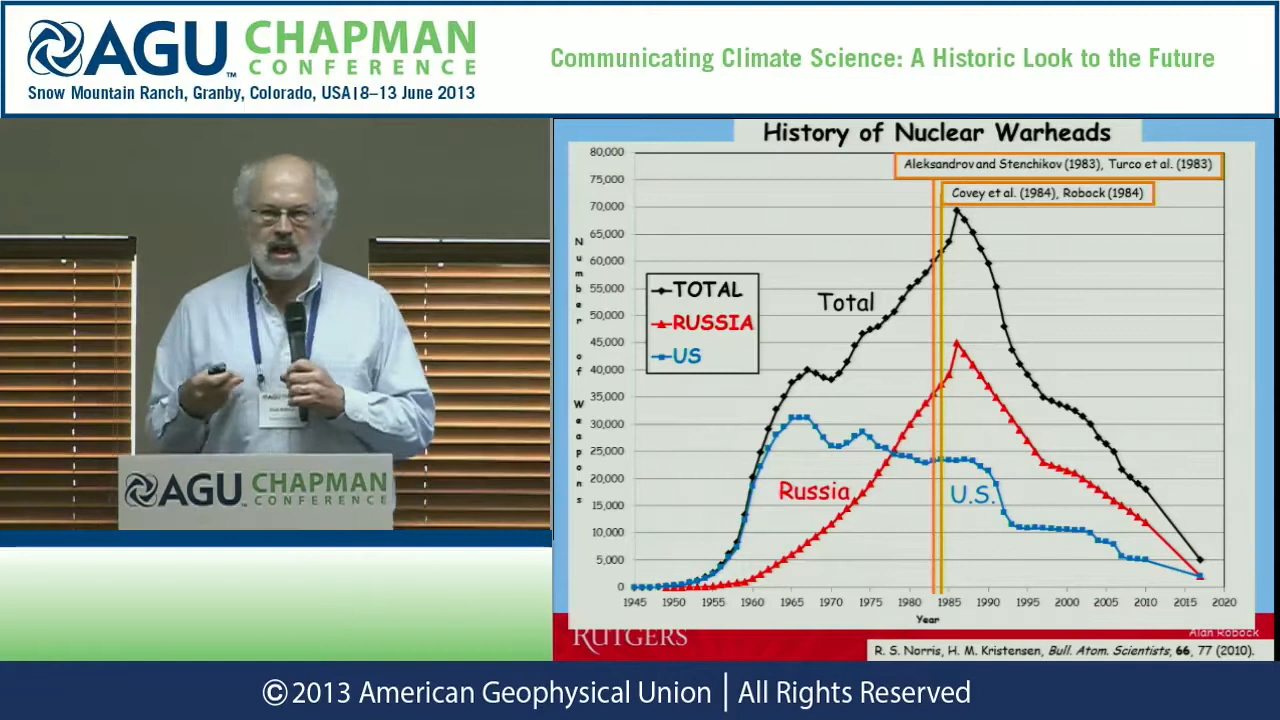 AGU CHAPMAN
CONFERENCE
Snow Mountain Ranch, Granby, Colorado, USA|8–13 June 2013
Communicating Climate Science: A Historic Look to the Future
History of Nuclear Warheads
Aleksandrov and Stenchikov (1983), Turco et al. (1983)
Covey et al. (1984), Robock (1984)
80,000
75,000
70,000
65,000
60,000
55,000
50,000
45,000
40,000
35,000
30,000
25,000
20,000
15,000
10,000
5,000
0
Number of Weapons
TOTAL
RUSSIA
US
Total
Russia
U.S.
1945 1950 1955 1960 1965 1970 1975 1980 1985 1990 1995 2000 2005 2010 2015 2020
Year
AGU CHAPMAN
CONFERENCE
AGU
RUTGERS
Alan Robock
R. S. Norris, H. M. Kristensen, Bull. Atom. Scientists, 66, 77 (2010).
©2013 American Geophysical Union | All Rights Reserved